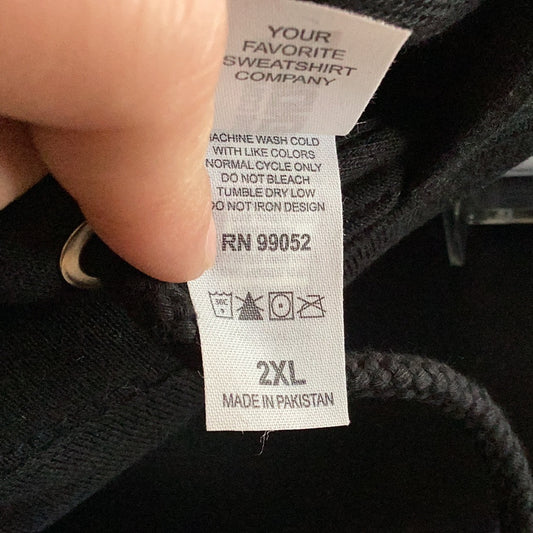 YOUR
FAVORITE
SWEATSHIRT
COMPANY
MACHINE WASH COLD
WITH LIKE COLORS
NORMAL CYCLE ONLY
DO NOT BLEACH
TUMBLE DRY LOW
DO NOT IRON DESIGN
RN 99052
30C
2XL
MADE IN PAKISTAN